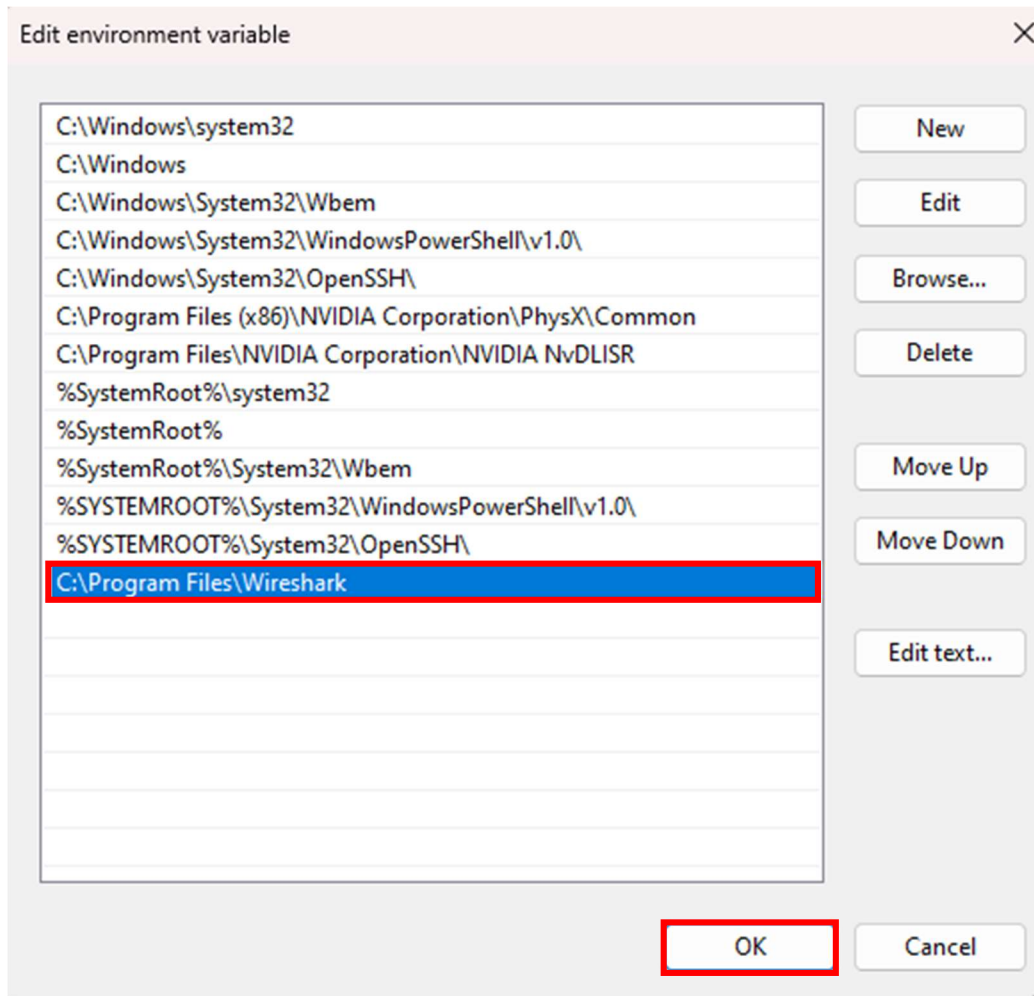 Edit environment variable
C:\Windows\system32
C:\Windows
C:\Windows\System32\Wbem
C:\Windows\System32\WindowsPowerShell\v1.0\
C:\Windows\System32\OpenSSH\
C:\Program Files (x86)\NVIDIA Corporation\PhysX\Common
C:\Program Files\NVIDIA Corporation\NVIDIA NvDLISR
%SystemRoot%\system32
%SystemRoot%
%SystemRoot%\System32\Wbem
%SYSTEMROOT%\System32\WindowsPowerShell\v1.0\
%SYSTEMROOT%\System32\OpenSSH\
C:\Program Files\Wireshark
New
Edit
Browse...
Delete
Move Up
Move Down
Edit text...
OK
Cancel